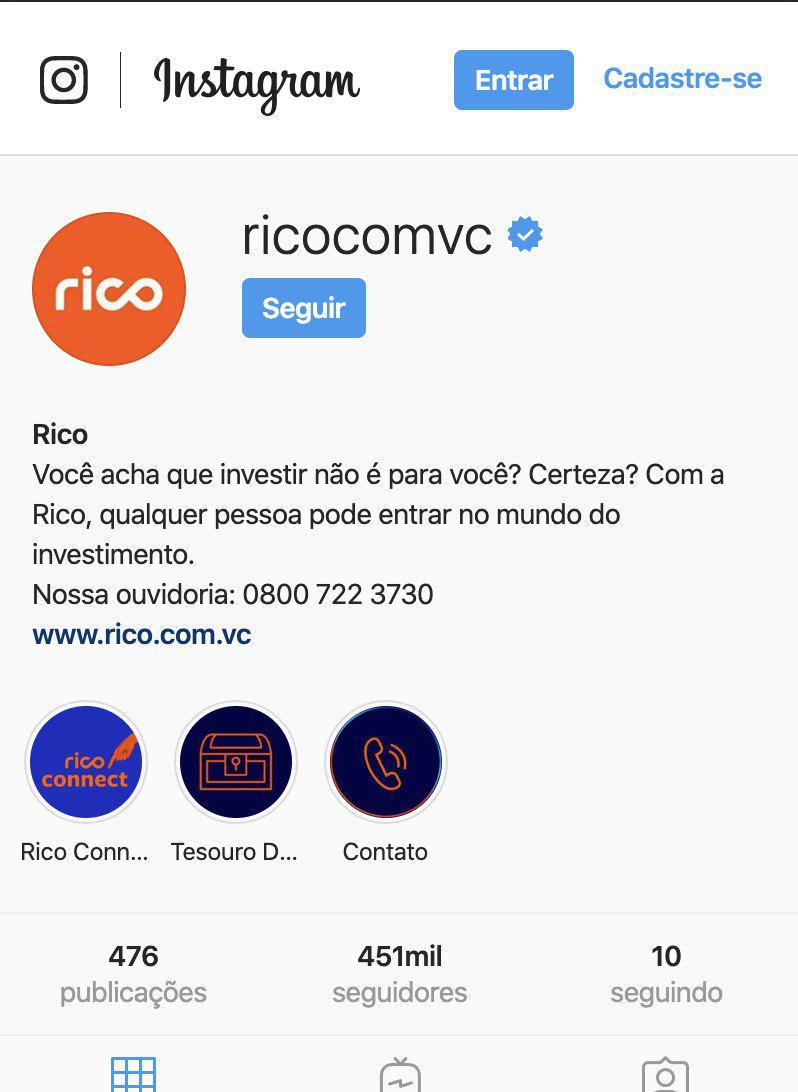 Instagram
Entrar
Cadastre-se
rico
ricocomvc
Seguir
Rico
Você acha que investir não é para você? Certeza? Com a
Rico, qualquer pessoa pode entrar no mundo do
investimento.
Nossa ouvidoria: 0800 722 3730
www.rico.com.vc
rico
connect
Rico Conn...
Tesouro D...
Contato
476
451mil
10
publicações
seguidores
seguindo